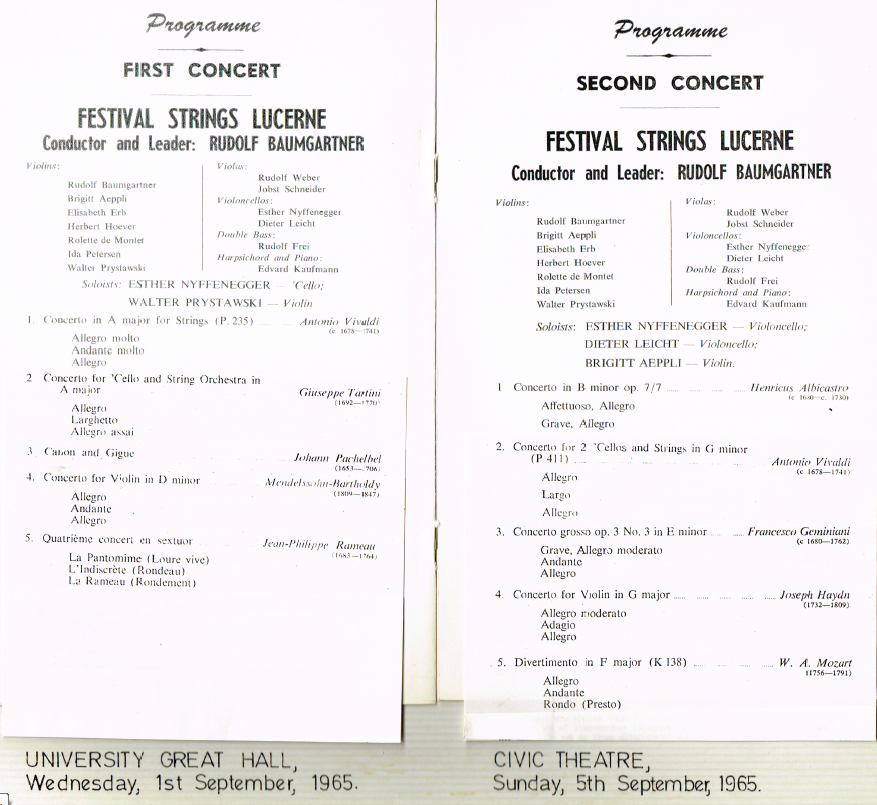 Programme
FIRST CONCERT
FESTIVAL STRINGS LUCERNE
Conductor and Leader: RUDOLF BAUMGARTNER
Violins:
Rudolf Baumgartner
Brigitt Aeppli
Elisabeth Erb
Herbert Hoever
Rolette de Montet
Ida Petersen
Walter Prystawski
Violas:
Rudolf Weber
Jobst Schneider
Violoncellos:
Esther Nyffenegger
Dieter Leicht
Double Bass:
Rudolf Frei
Harpsichord and Piano:
Edvard Kaufmann
Soloists: ESTHER NYFFENEGGER — 'Cello;
WALTER PRYSTAWSKI — Violin
1. Concerto in A major for Strings (P. 235) ...... Antonio Vivaldi
(c 1678—1741)
Allegro molto
Andante molto
Allegro
2 Concerto for 'Cello and String Orchestra in
A major ...... Giuseppe Tartini
(1692—1770)
Allegro
Larghetto
Allegro assai
3 Canon and Gigue ...... Johann Pachelbel
(1653—1706)
4. Concerto for Violin in D minor ...... Mendelssohn-Bartholdy
(1809—1847)
Allegro
Andante
Allegro
5. Quatrième concert en sextuor ...... Jean-Philippe Rameau
(1683—1764)
La Pantomime (Loure vive)
L'Indiscrète (Rondeau)
La Rameau (Rondement)
UNIVERSITY GREAT HALL,
Wednesday, 1st September, 1965.
Programme
SECOND CONCERT
FESTIVAL STRINGS LUCERNE
Conductor and Leader: RUDOLF BAUMGARTNER
Violins:
Rudolf Baumgartner
Brigitt Aeppli
Elisabeth Erb
Herbert Hoever
Rolette de Montet
Ida Petersen
Walter Prystawski
Violas:
Rudolf Weber
Jobst Schneider
Violoncellos:
Esther Nyffenegger
Dieter Leicht
Double Bass:
Rudolf Frei
Harpsichord and Piano:
Edvard Kaufmann
Soloists: ESTHER NYFFENEGGER — Violoncello;
DIETER LEICHT — Violoncello;
BRIGITT AEPPLI — Violin.
1 Concerto in B minor op. 7/7 ...... Henricus Albicastro
(c 1680—c. 1730)
Affettuoso, Allegro
Grave, Allegro
2. Concerto for 2 'Cellos and Strings in G minor
(P 411) ...... Antonio Vivaldi
(c 1678—1741)
Allegro
Largo
Allegro
3. Concerto grosso op. 3 No. 3 in E minor ...... Francesco Geminiani
(c 1680—1762)
Grave, Allegro moderato
Andante
Allegro
4. Concerto for Violin in G major ...... Joseph Haydn
(1732—1809)
Allegro moderato
Adagio
Allegro
5. Divertimento in F major (K 138) ...... W. A. Mozart
(1756—1791)
Allegro
Andante
Rondo (Presto)
CIVIC THEATRE,
Sunday, 5th September, 1965.